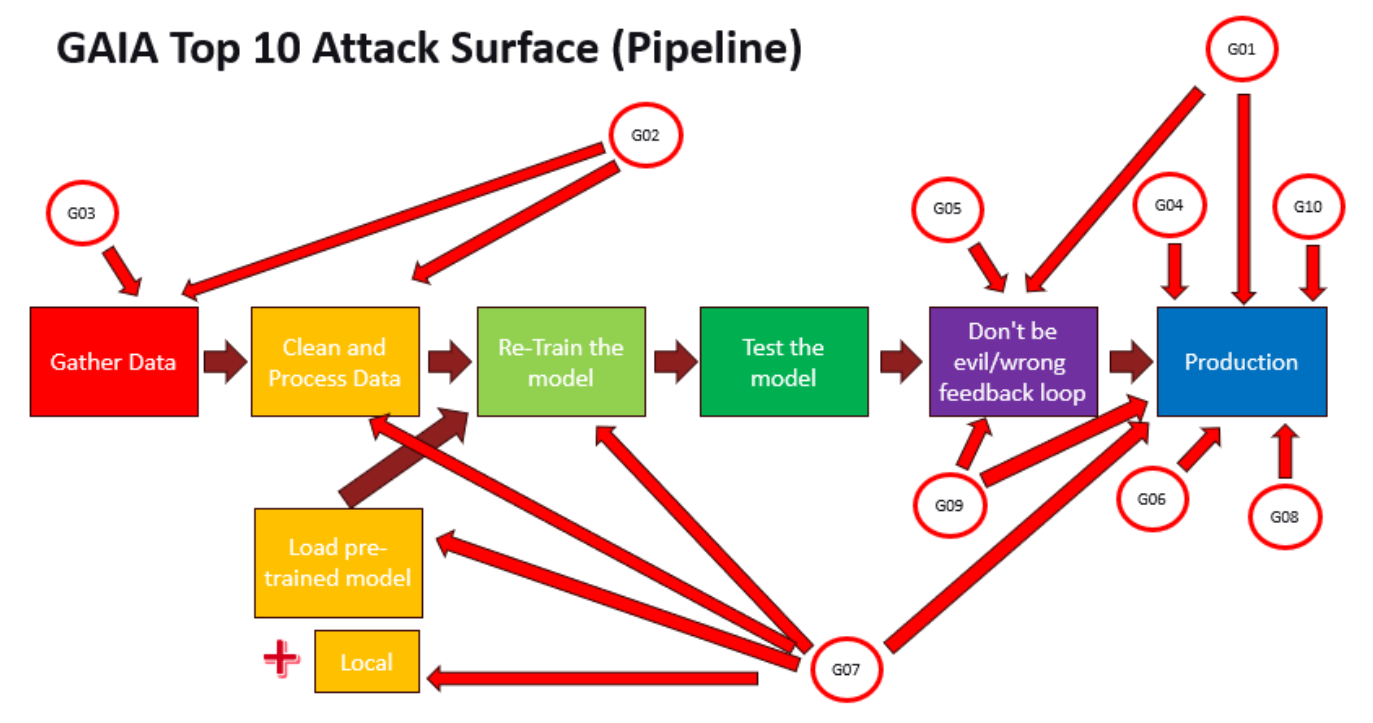 GAIA Top 10 Attack Surface (Pipeline)
G01
G02
G03
G05
G04
G10
Gather Data
Clean and
Process Data
Re-Train the
model
Test the
model
Don't be
evil/wrong
feedback loop
Production
G09
G06
G08
Load pre-
trained model
Local
G07